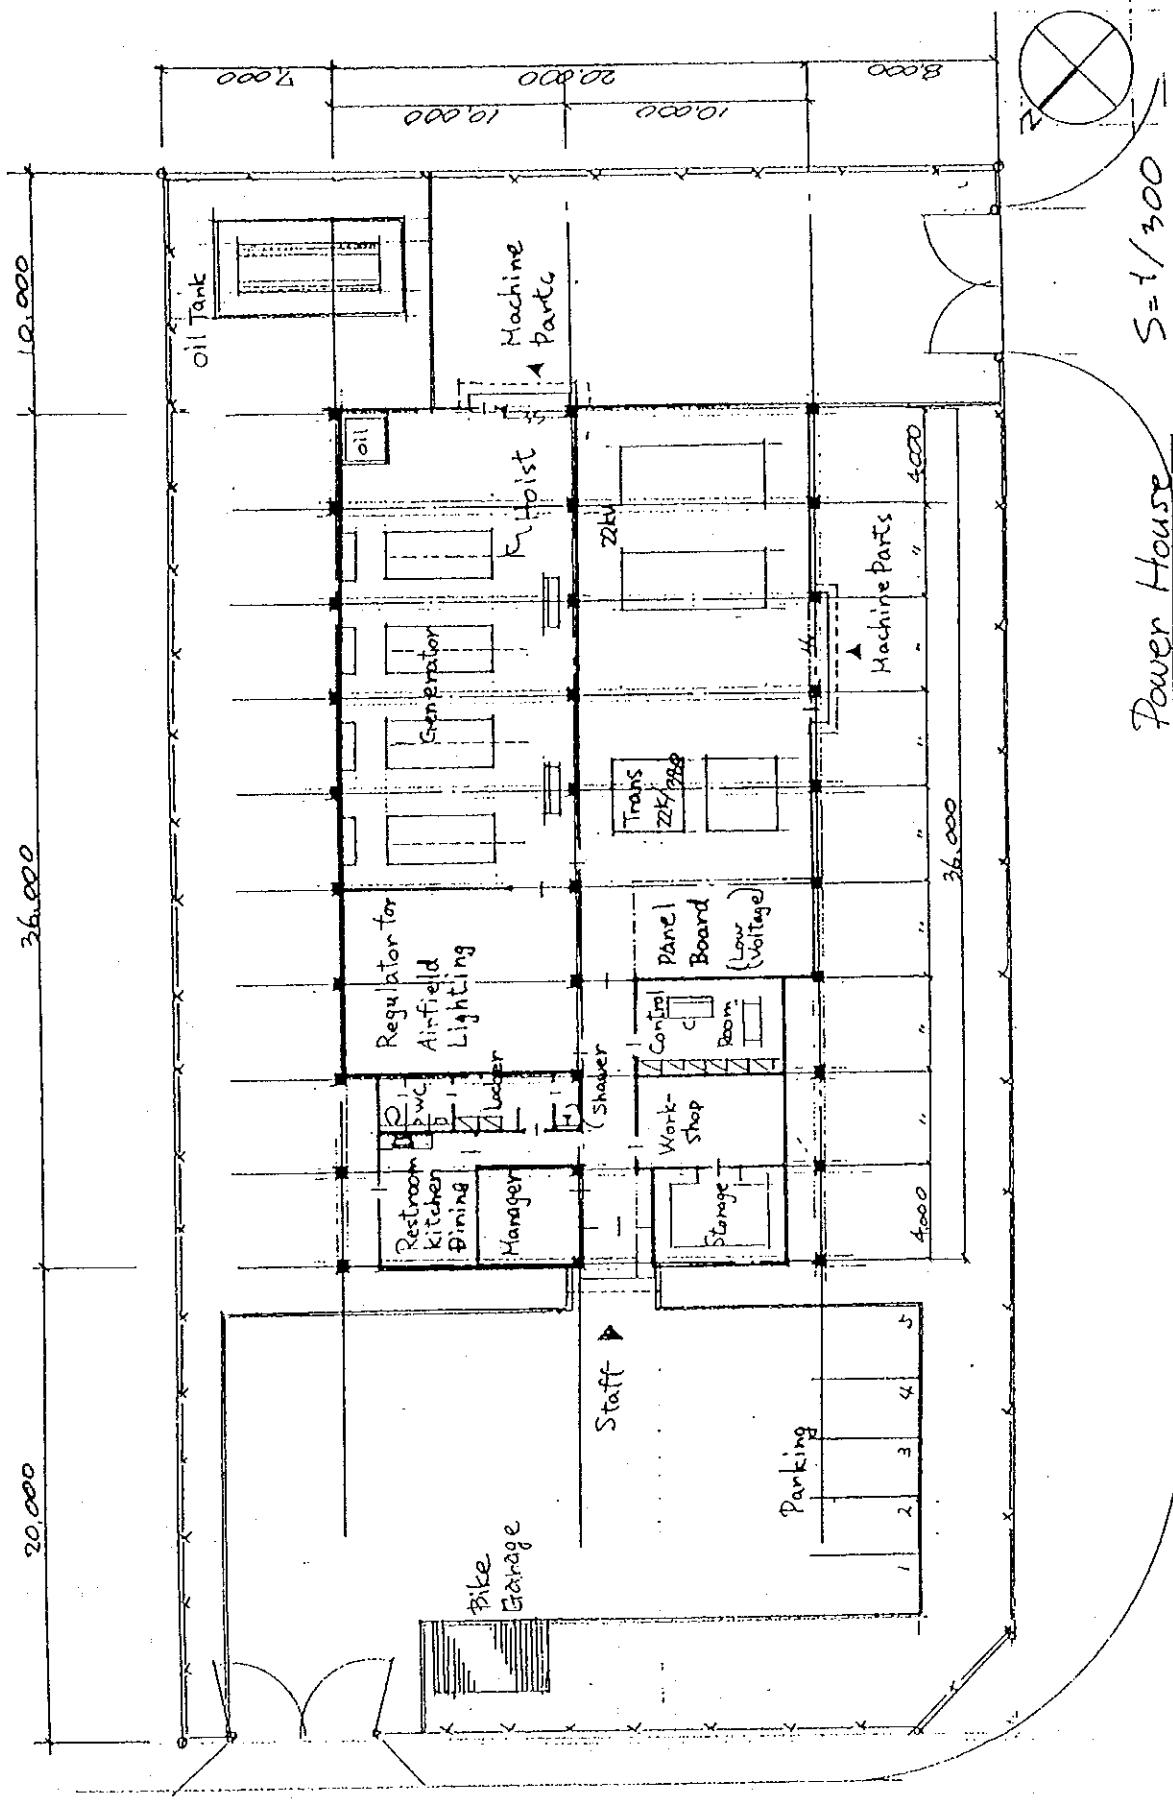 20,000
36,000
10,000
7,000
20,000
8,000
10,000
10,000
N
oil Tank
Machine
Parts
oil
Hoist
Generator
22kV
Trans
22k/380
Machine Parts
Regulator for
Airfield
Lighting
Panel
Board
(Low
Voltage)
Control
Room
WC
Locker
(Shawer)
Work-
shop
Restroom
Kitchen
Dining
Manager
Storage
4,000
"
"
"
"
"
"
"
4,000
36,000
Staff
Bike
Garage
Parking
1
2
3
4
5
Power House
S=1/300